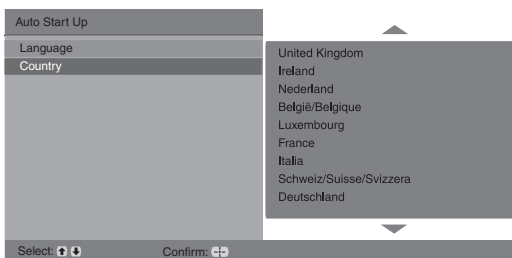 Auto Start Up
Language
Country
United Kingdom
Ireland
Nederland
België/Belgique
Luxembourg
France
Italia
Schweiz/Suisse/Svizzera
Deutschland
Select: Confirm: